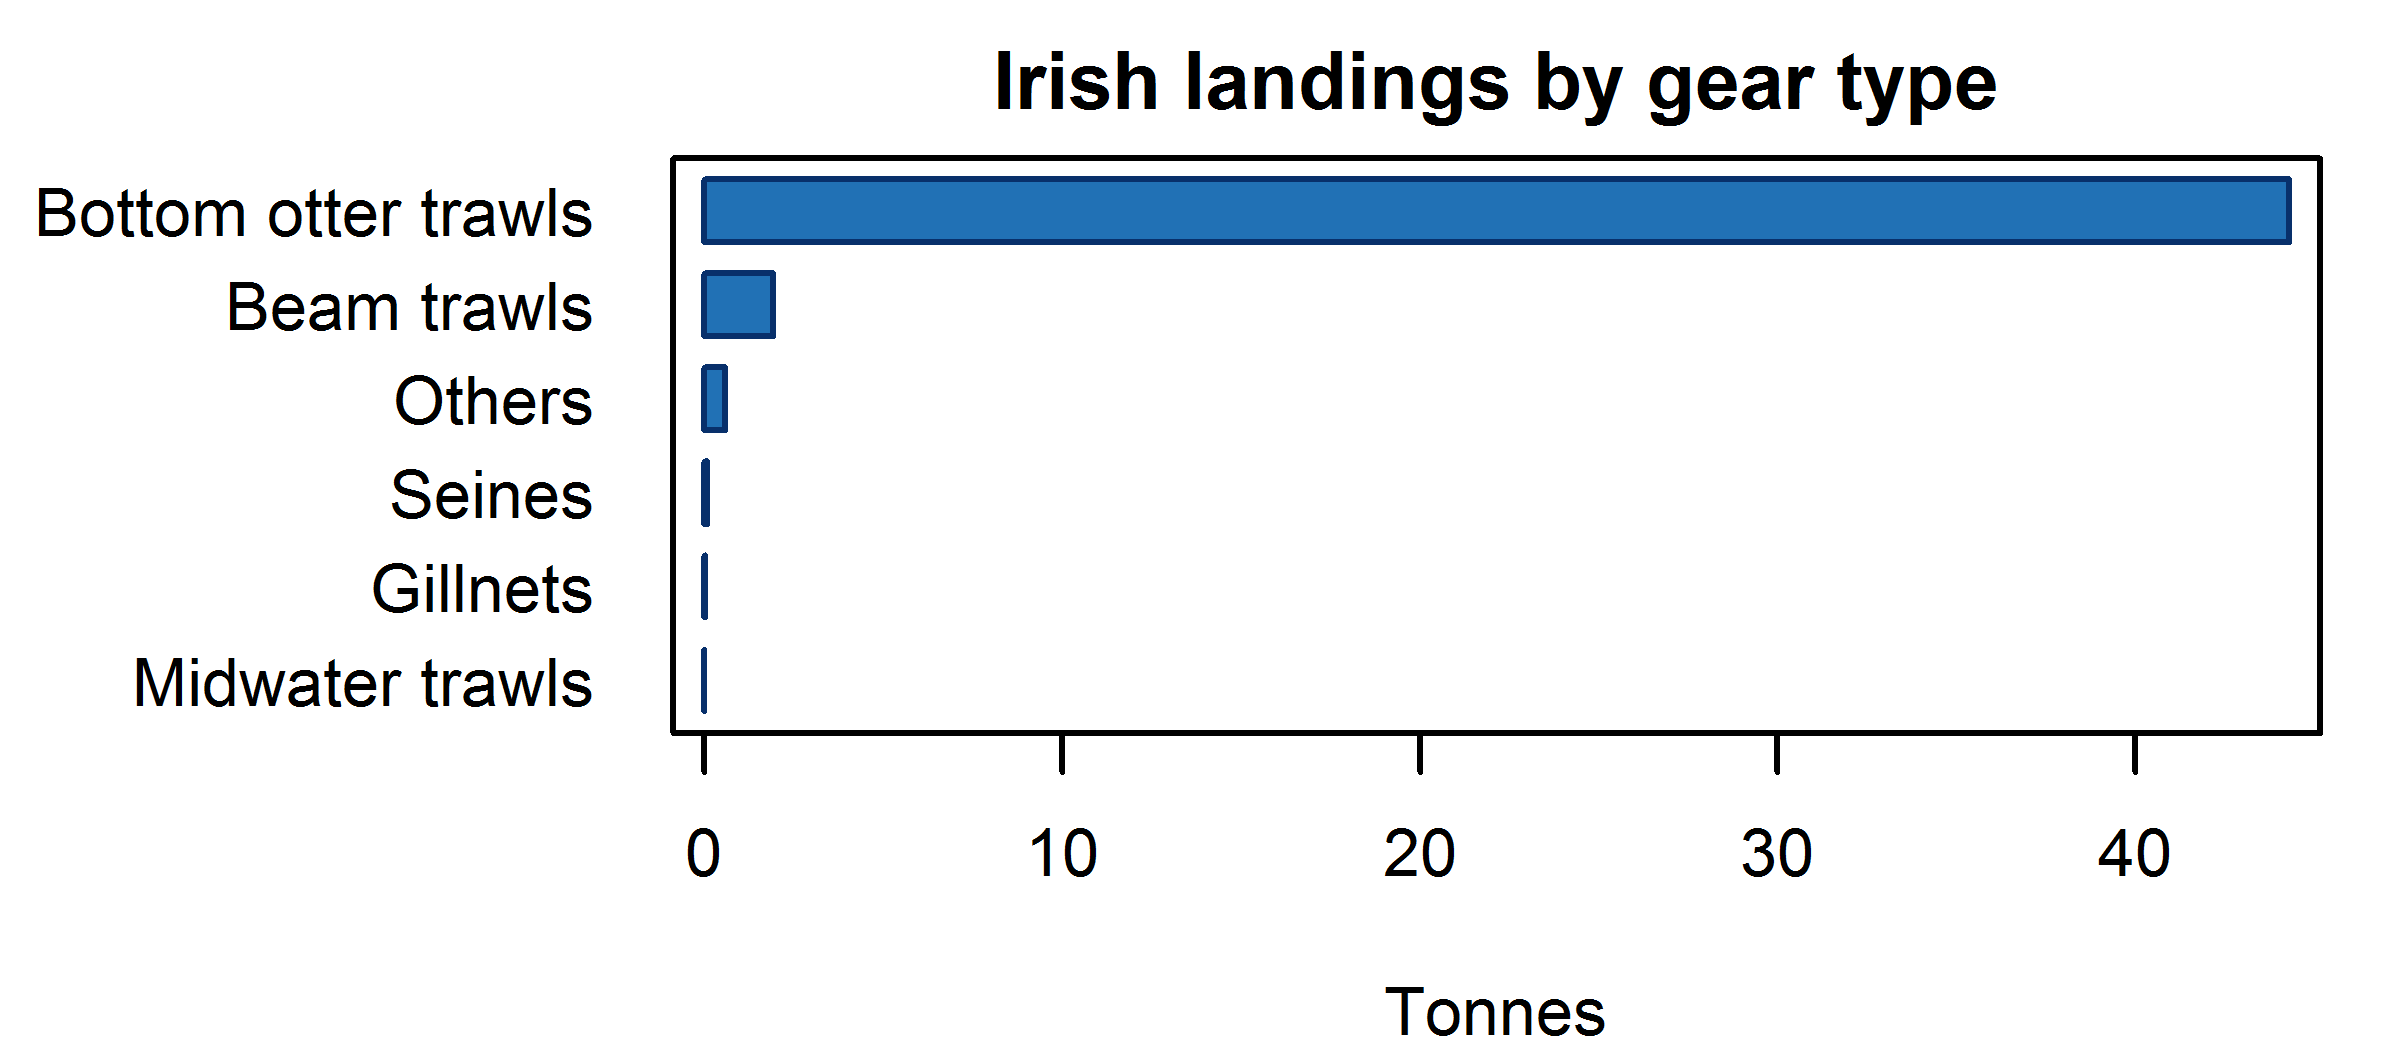 Irish landings by gear type
Bottom otter trawls
Beam trawls
Others
Seines
Gillnets
Midwater trawls
0 10 20 30 40
Tonnes